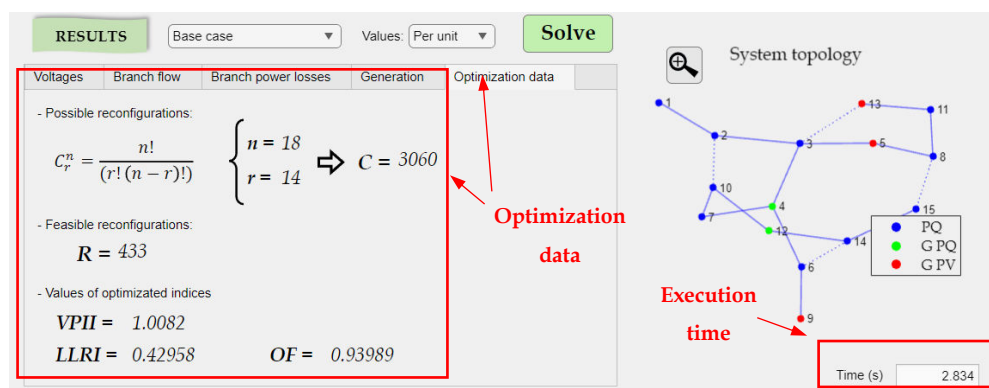 RESULTS
Base case
Values:
Per unit
Solve
Voltages
Branch flow
Branch power losses
Generation
Optimization data
- Possible reconfigurations:
C_r^n = n! / (r! (n − r)!)
n = 18
r = 14
⇨ C = 3060
- Feasible reconfigurations:
R = 433
- Values of optimizated indices
VPII = 1.0082
LLRI = 0.42958
OF = 0.93989
Optimization
data
System topology
1
2
3
13
11
5
8
10
4
7
12
15
14
6
9
PQ
G PQ
G PV
Execution
time
Time (s)
2.834